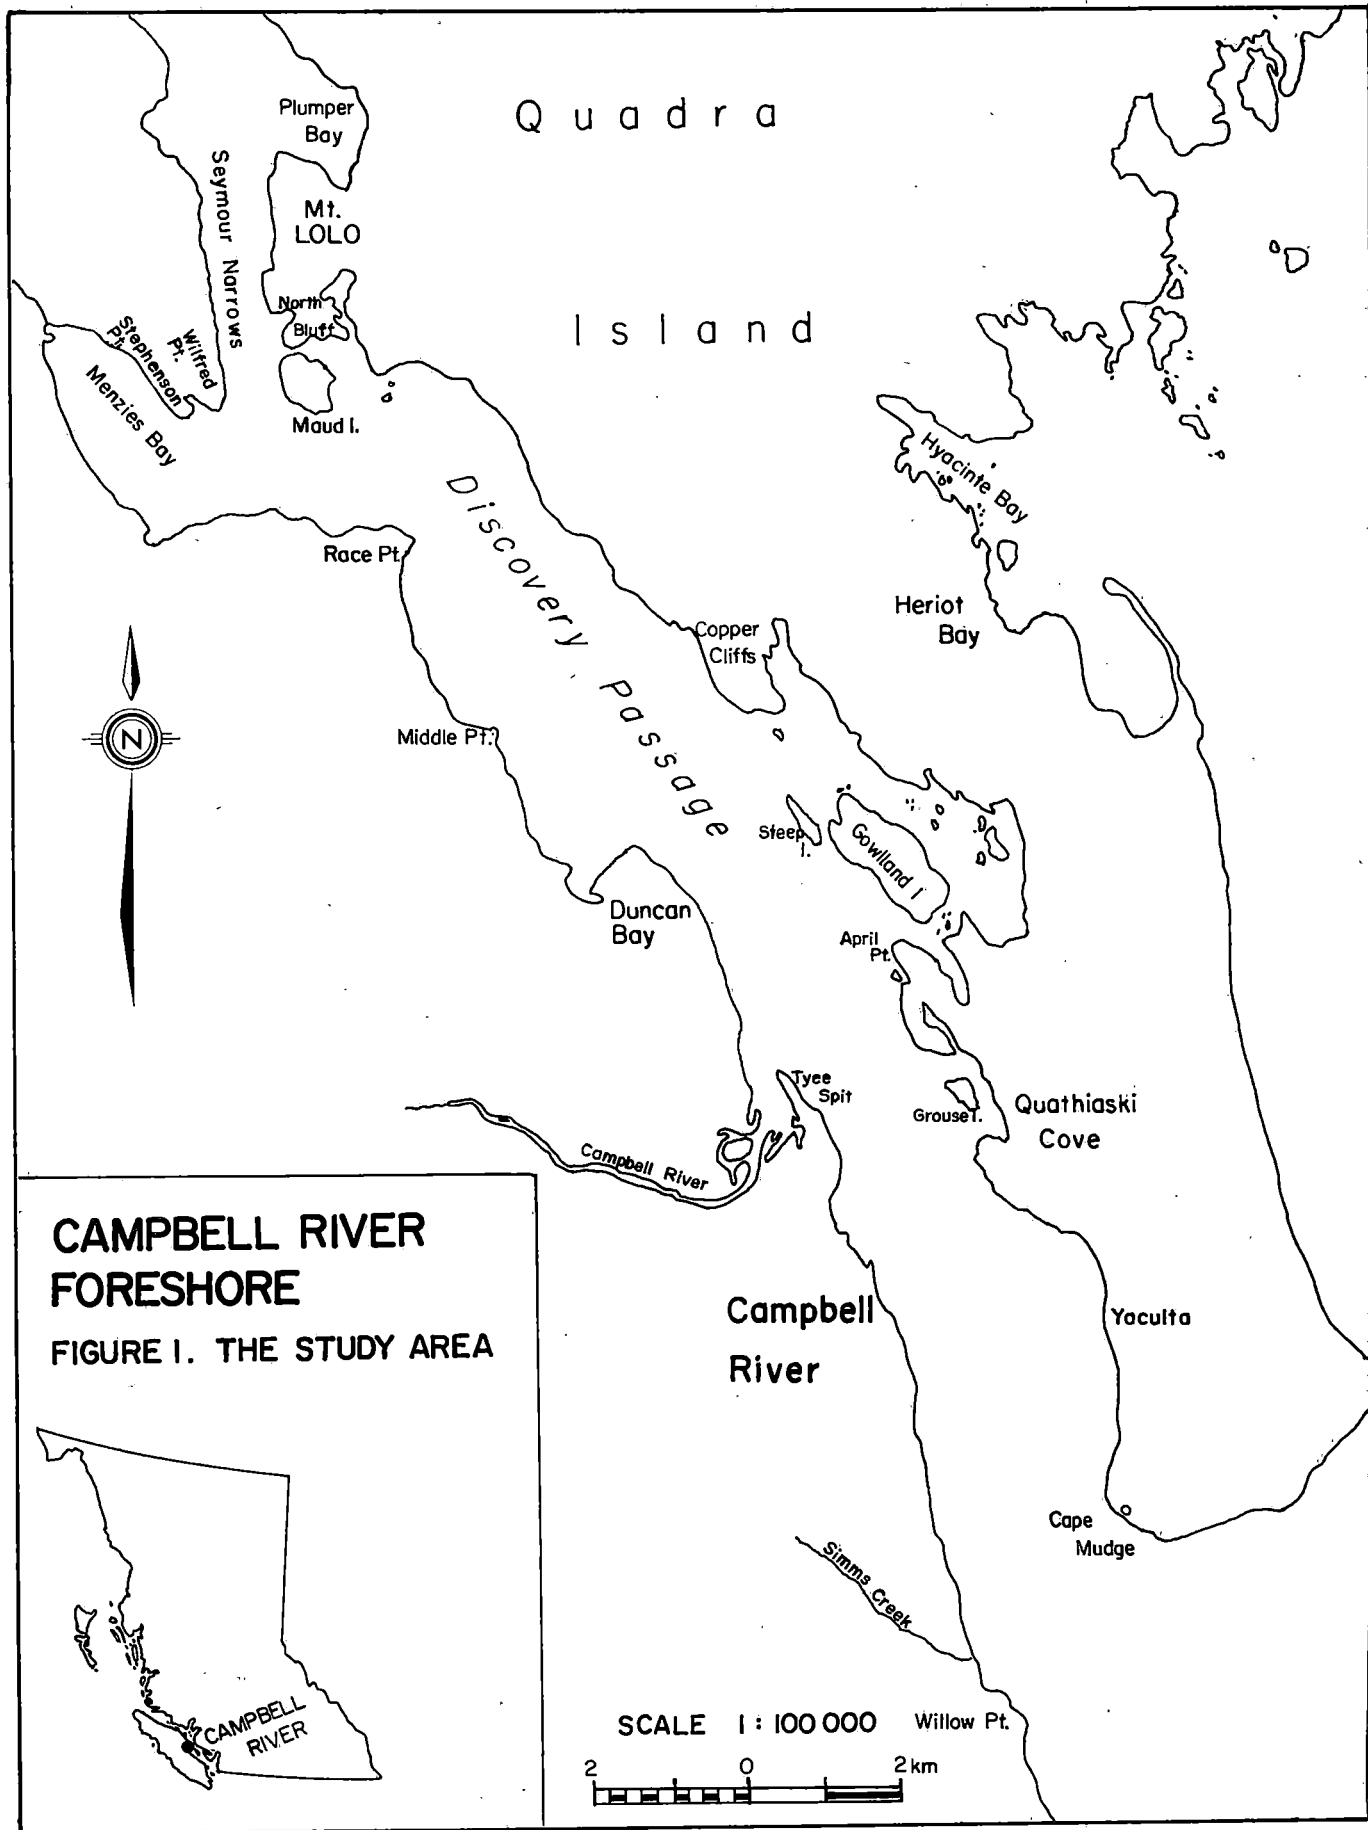 Quadra
Island
Plumper
Bay
Seymour Narrows
Mt.
LOLO
North
Bluff
Stephenson
Pt.
Wilfred
Pt.
Menzies Bay
Maud I.
Hyacinte Bay
Discovery Passage
Race Pt.
Heriot
Bay
Copper
Cliffs
N
Middle Pt.
Steep
I.
Gowlland I
Duncan
Bay
April
Pt.
Tyee
Spit
Grouse I.
Quathiaski
Cove
Campbell River
CAMPBELL RIVER
FORESHORE
FIGURE 1. THE STUDY AREA
Campbell
River
Yaculta
Cape
Mudge
Simms Creek
CAMPBELL
RIVER
SCALE 1 : 100 000
Willow Pt.
2 0 2 km